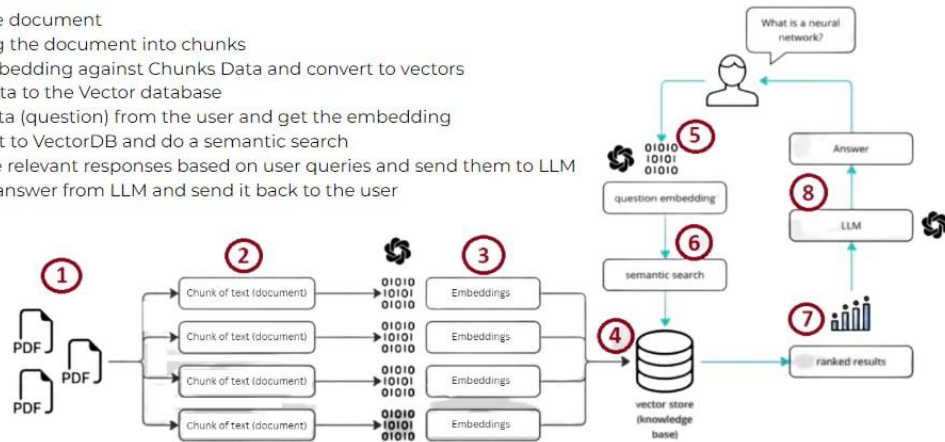 e document
g the document into chunks
bedding against Chunks Data and convert to vectors
ta to the Vector database
ta (question) from the user and get the embedding
t to VectorDB and do a semantic search
e relevant responses based on user queries and send them to LLM
answer from LLM and send it back to the user
What is a neural
network?
5
01010
10101
01010
question embedding
6
semantic search
Answer
8
LLM
1
PDF
PDF
PDF
2
3
Chunk of text (document)
01010
10101
01010
Embeddings
Chunk of text (document)
01010
10101
01010
Embeddings
Chunk of text (document)
01010
10101
01010
Embeddings
Chunk of text (document)
01010
10101
01010
Embeddings
4
vector store
(knowledge
base)
7
ranked results